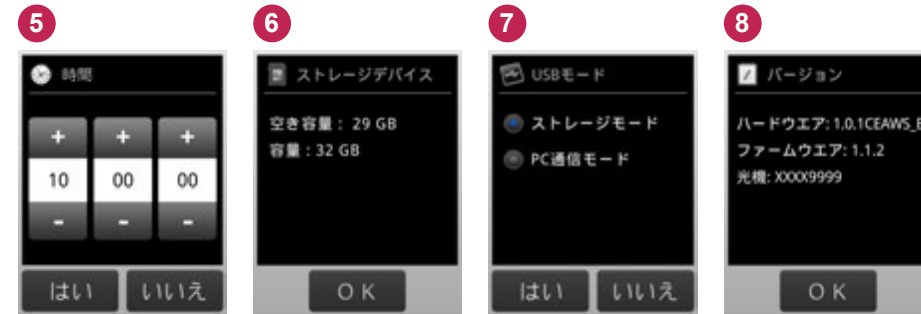 5
時間
+ + +
10 00 00
- - -
はい いいえ
6
ストレージデバイス
空き容量 : 29 GB
容量 : 32 GB
OK
7
USBモード
ストレージモード
PC通信モード
はい いいえ
8
バージョン
ハードウエア: 1.0.1CEAWS_E
ファームウエア: 1.1.2
光機: XXXX9999
OK